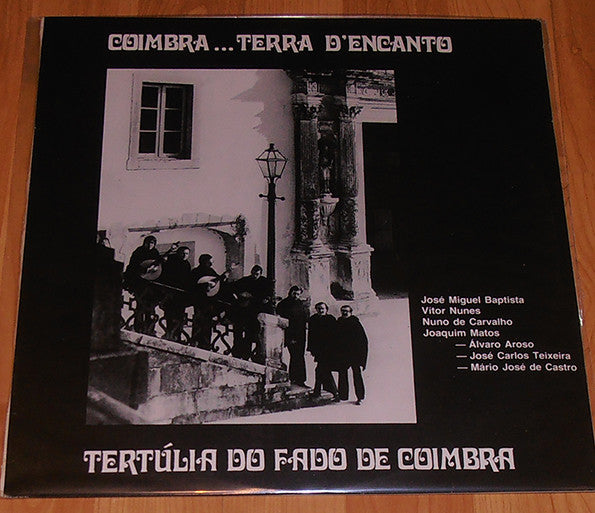 COIMBRA... TERRA D'ENCANTO
José Miguel Baptista
Vitor Nunes
Nuno de Carvalho
Joaquim Matos
— Álvaro Aroso
— José Carlos Teixeira
— Mário José de Castro
TERTÚLIA DO FADO DE COIMBRA